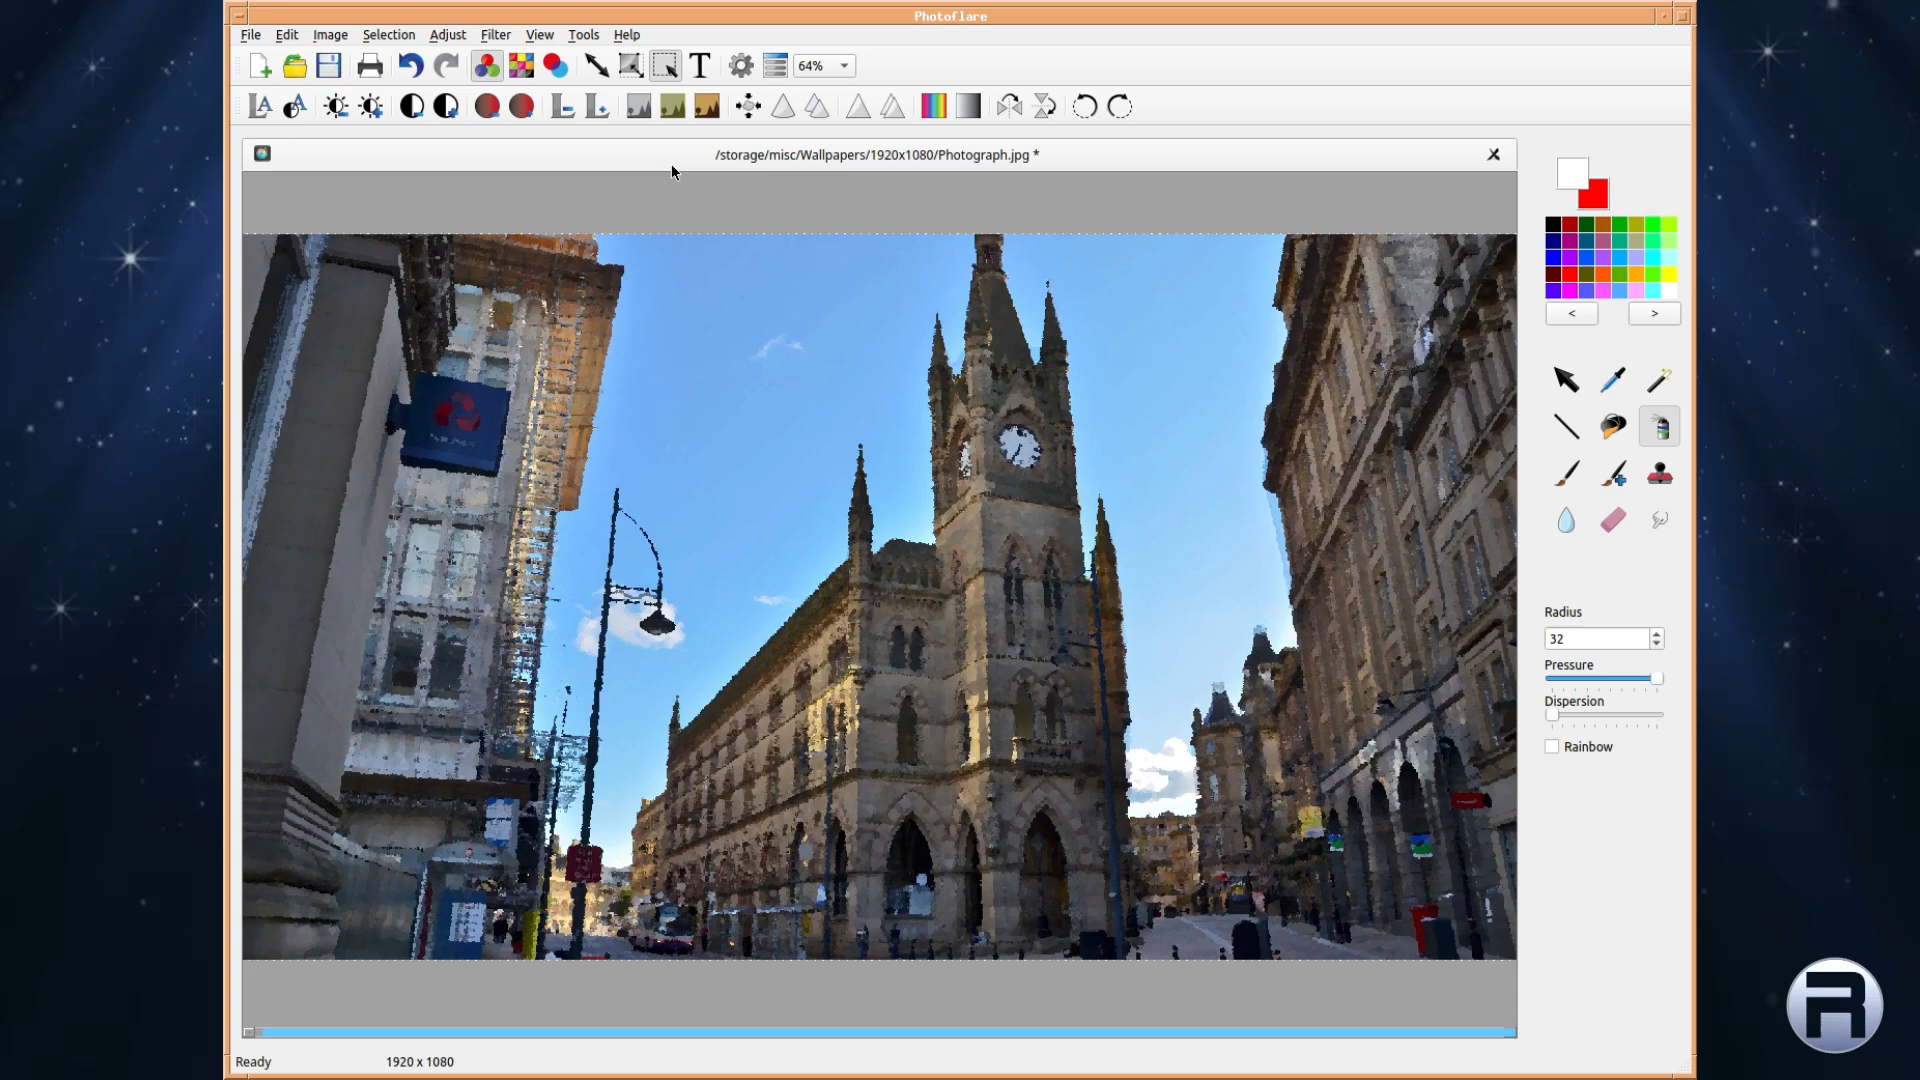 Photoflare
File Edit Image Selection Adjust Filter View Tools Help
T 64%
/storage/misc/Wallpapers/1920x1080/Photograph.jpg * X
< >
Radius
32
Pressure
Dispersion
Rainbow
Ready 1920 x 1080